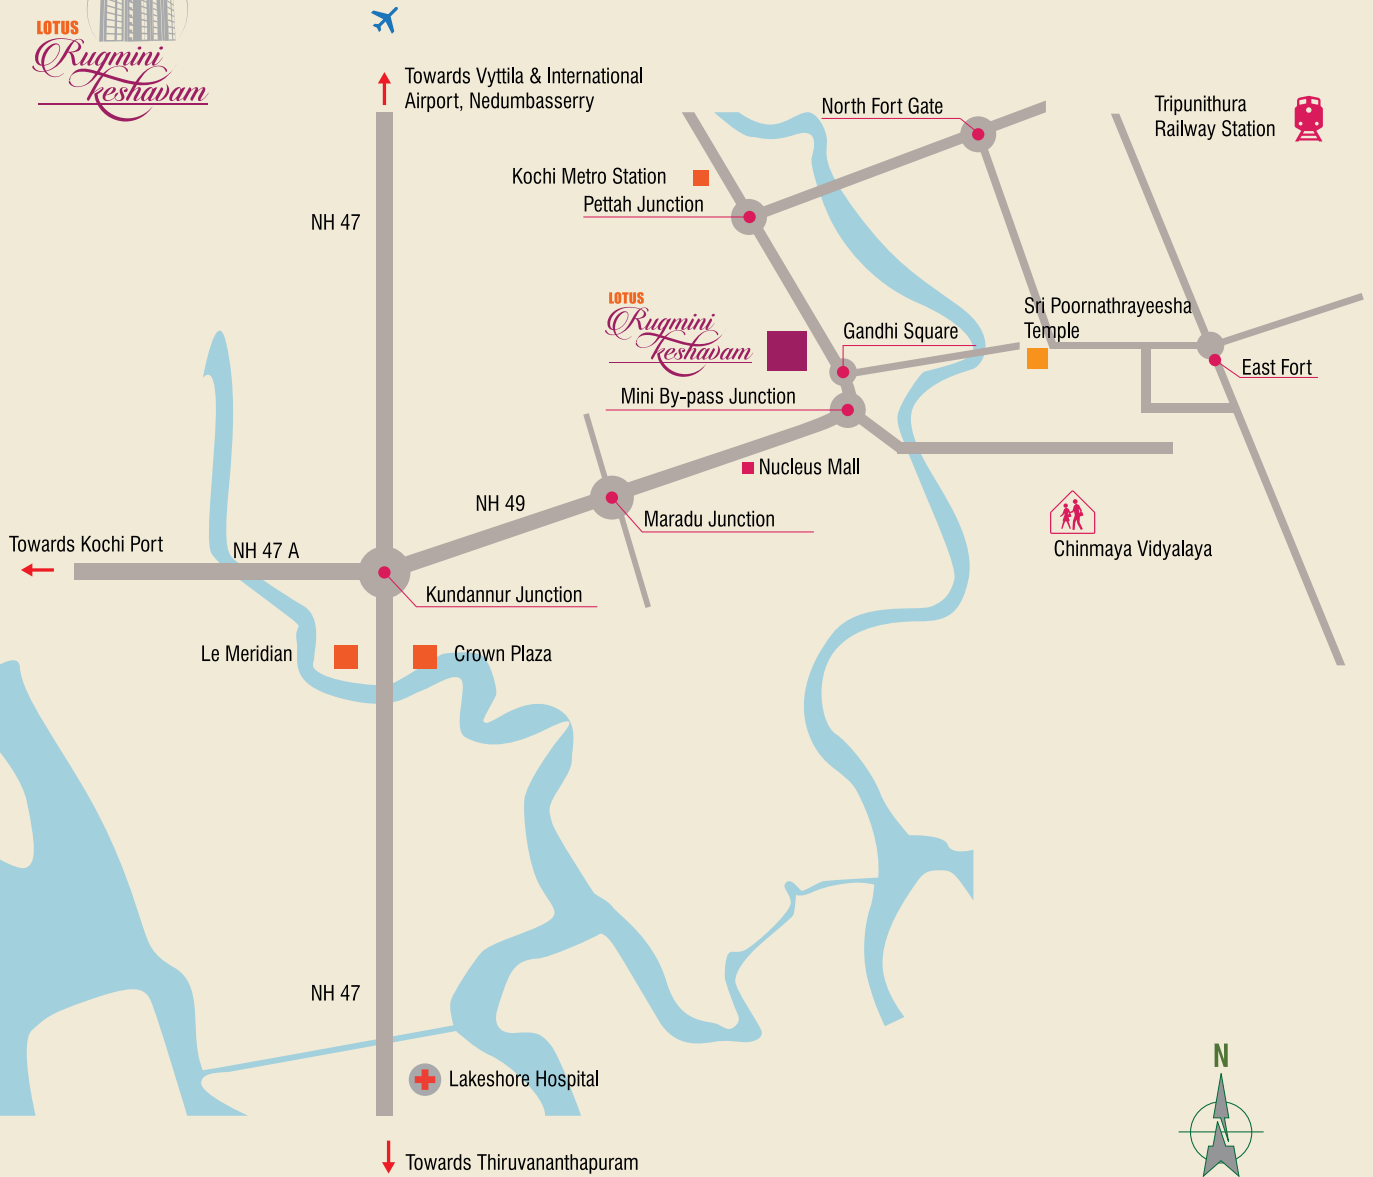 LOTUS
Rugmini
keshavam
Towards Vyttila & International
Airport, Nedumbasserry
North Fort Gate
Tripunithura
Railway Station
Kochi Metro Station
Pettah Junction
NH 47
LOTUS
Rugmini
keshavam
Gandhi Square
Sri Poornathrayeesha
Temple
East Fort
Mini By-pass Junction
Nucleus Mall
NH 49
Maradu Junction
Towards Kochi Port
NH 47 A
Chinmaya Vidyalaya
Kundannur Junction
Le Meridian
Crown Plaza
NH 47
N
Lakeshore Hospital
Towards Thiruvananthapuram